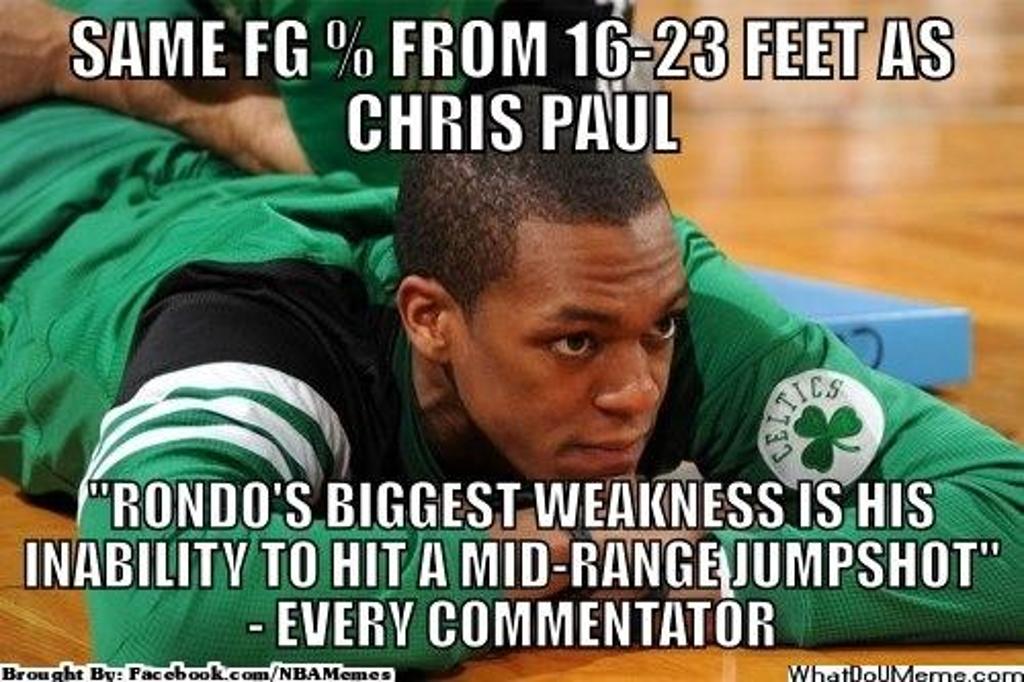 SAME FG % FROM 16-23 FEET AS
CHRIS PAUL
CELTICS
"RONDO'S BIGGEST WEAKNESS IS HIS
INABILITY TO HIT A MID-RANGE JUMPSHOT"
- EVERY COMMENTATOR
Brought By: Facebook.com/NBAMemes
WhatDoUMeme.com